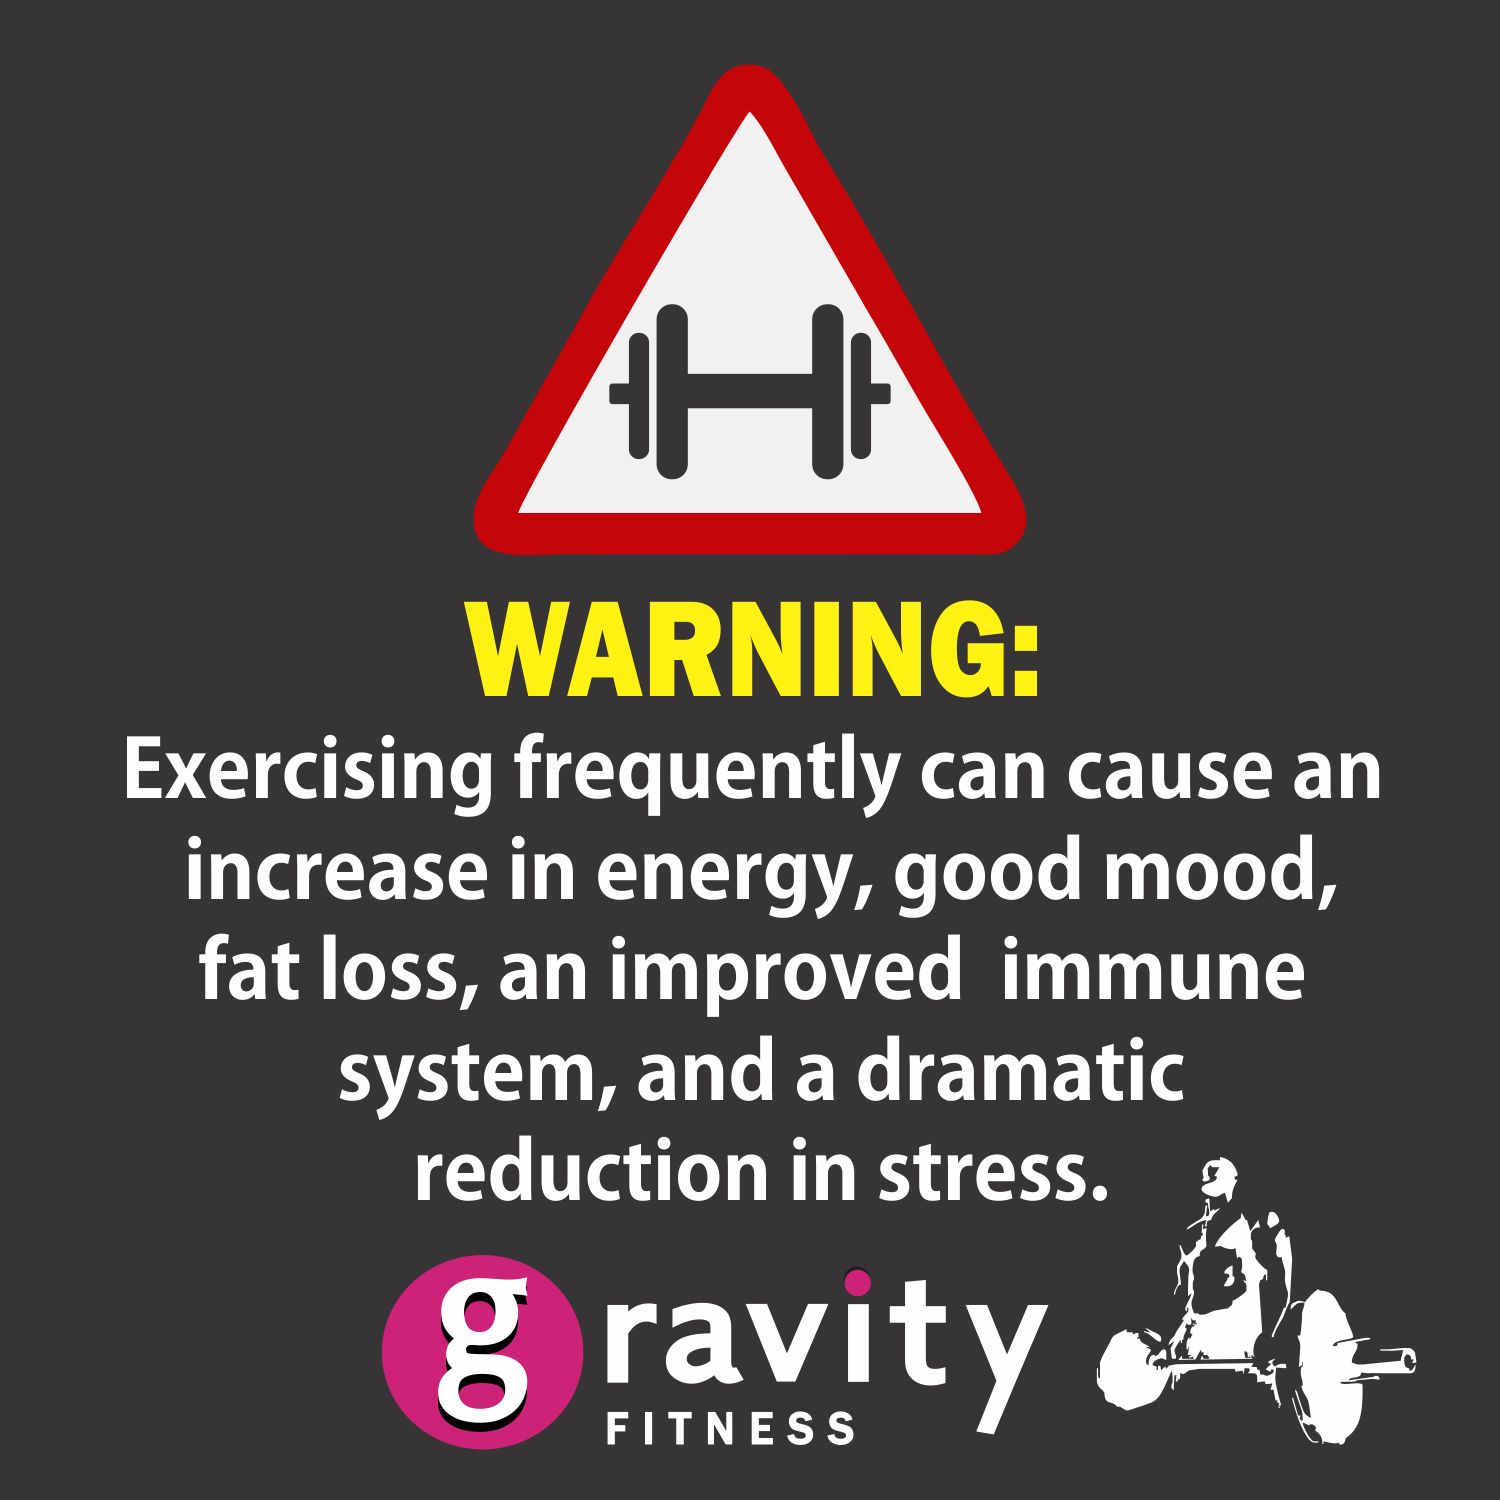 WARNING:
Exercising frequently can cause an
increase in energy, good mood,
fat loss, an improved  immune
system, and a dramatic
reduction in stress.
gravity
FITNESS